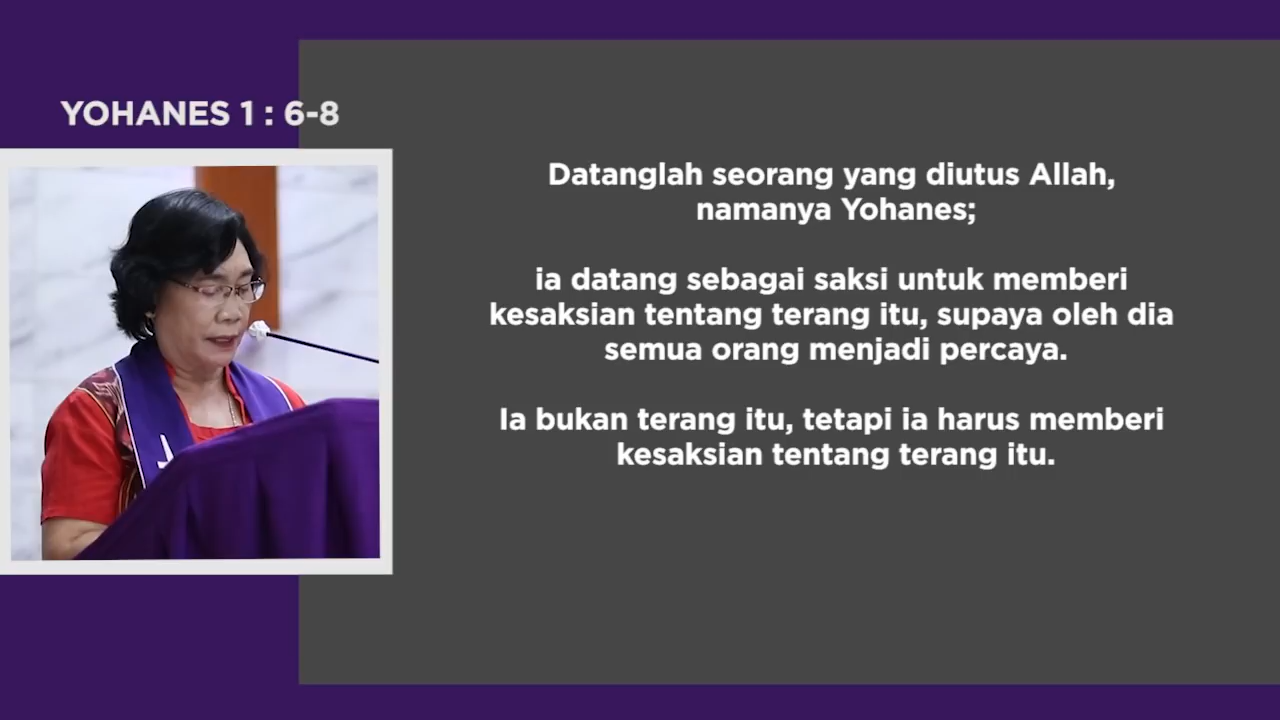 YOHANES 1 : 6-8
Datanglah seorang yang diutus Allah,
namanya Yohanes;
ia datang sebagai saksi untuk memberi
kesaksian tentang terang itu, supaya oleh dia
semua orang menjadi percaya.
Ia bukan terang itu, tetapi ia harus memberi
kesaksian tentang terang itu.